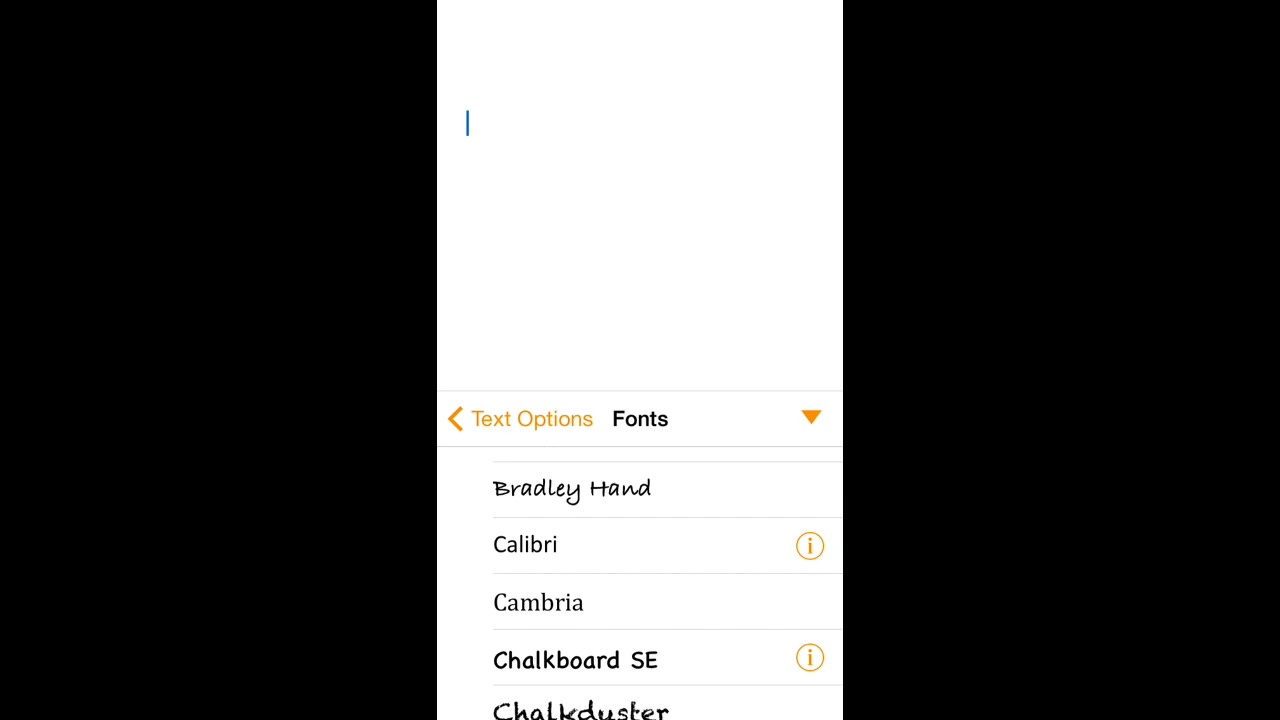 Text Options Fonts
Bradley Hand
Calibri
Cambria
Chalkboard SE
Chalkduster